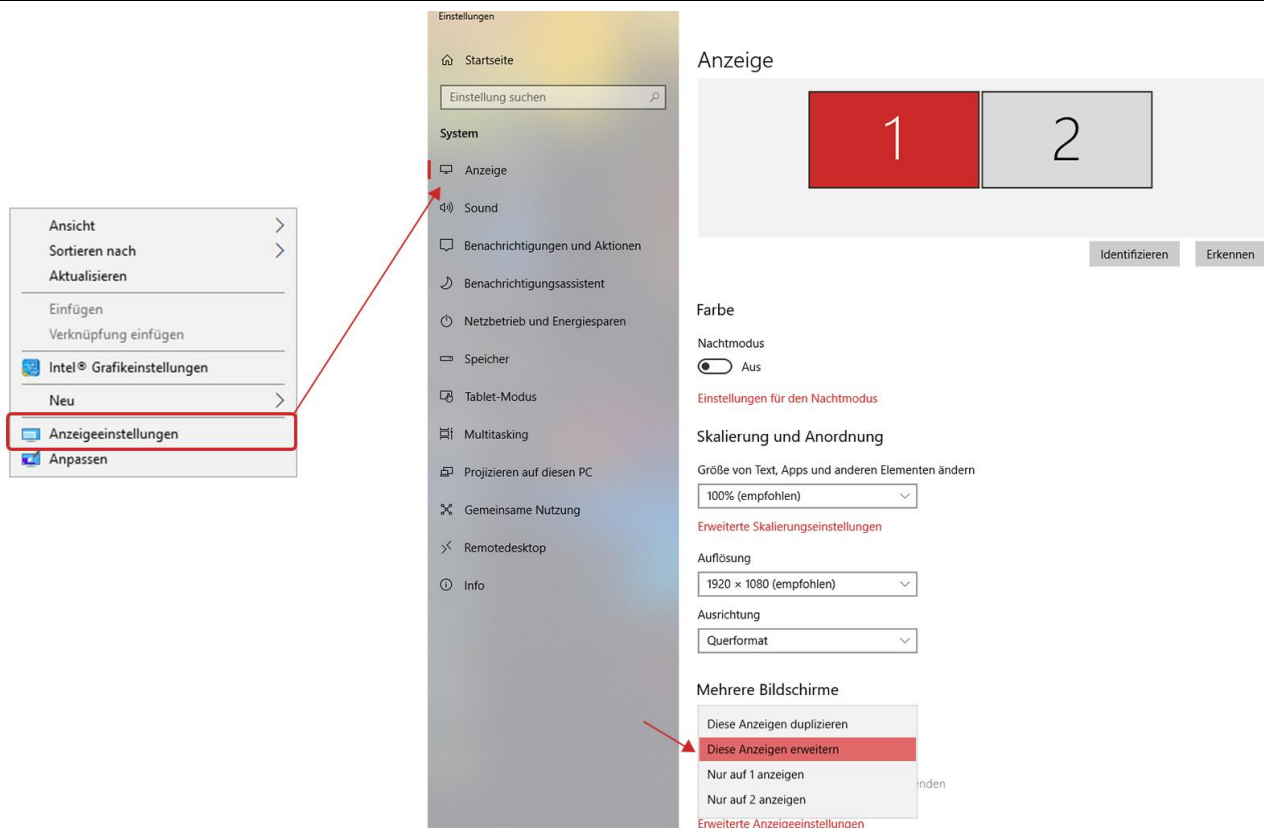 Ansicht
Sortieren nach
Aktualisieren
Einfügen
Verknüpfung einfügen
Intel® Grafikeinstellungen
Neu
Anzeigeeinstellungen
Anpassen
Einstellungen
Startseite
Einstellung suchen
System
Anzeige
Sound
Benachrichtigungen und Aktionen
Benachrichtigungsassistent
Netzbetrieb und Energiesparen
Speicher
Tablet-Modus
Multitasking
Projizieren auf diesen PC
Gemeinsame Nutzung
Remotedesktop
Info
Anzeige
1 2
Identifizieren Erkennen
Farbe
Nachtmodus
Aus
Einstellungen für den Nachtmodus
Skalierung und Anordnung
Größe von Text, Apps und anderen Elementen ändern
100% (empfohlen)
Erweiterte Skalierungseinstellungen
Auflösung
1920 × 1080 (empfohlen)
Ausrichtung
Querformat
Mehrere Bildschirme
Diese Anzeigen duplizieren
Diese Anzeigen erweitern
Nur auf 1 anzeigen
enden
Nur auf 2 anzeigen
Erweiterte Anzeigeeinstellungen